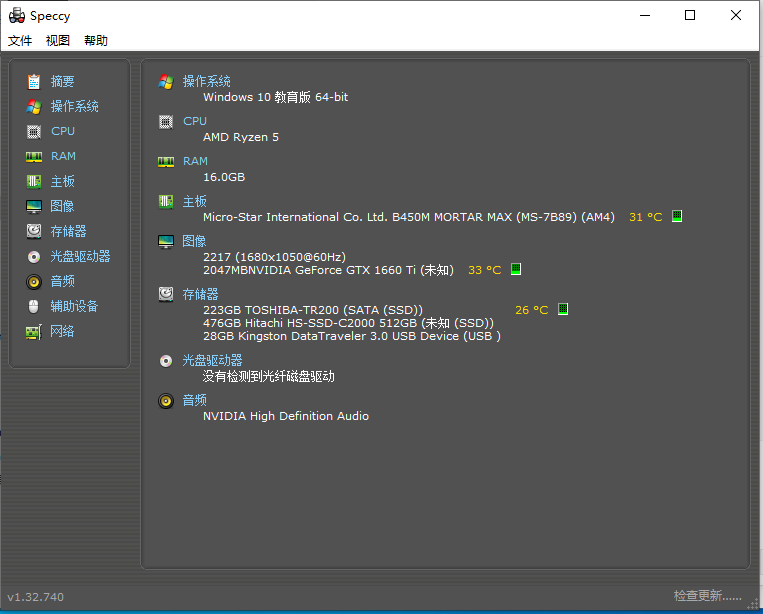 Speccy
文件 视图 帮助
摘要
操作系统
CPU
RAM
主板
图像
存储器
光盘驱动器
音频
辅助设备
网络
操作系统
Windows 10 教育版 64-bit
CPU
AMD Ryzen 5
RAM
16.0GB
主板
Micro-Star International Co. Ltd. B450M MORTAR MAX (MS-7B89) (AM4) 31 °C
图像
2217 (1680x1050@60Hz)
2047MBNVIDIA GeForce GTX 1660 Ti (未知) 33 °C
存储器
223GB TOSHIBA-TR200 (SATA (SSD)) 26 °C
476GB Hitachi HS-SSD-C2000 512GB (未知 (SSD))
28GB Kingston DataTraveler 3.0 USB Device (USB )
光盘驱动器
没有检测到光纤磁盘驱动
音频
NVIDIA High Definition Audio
v1.32.740 检查更新......